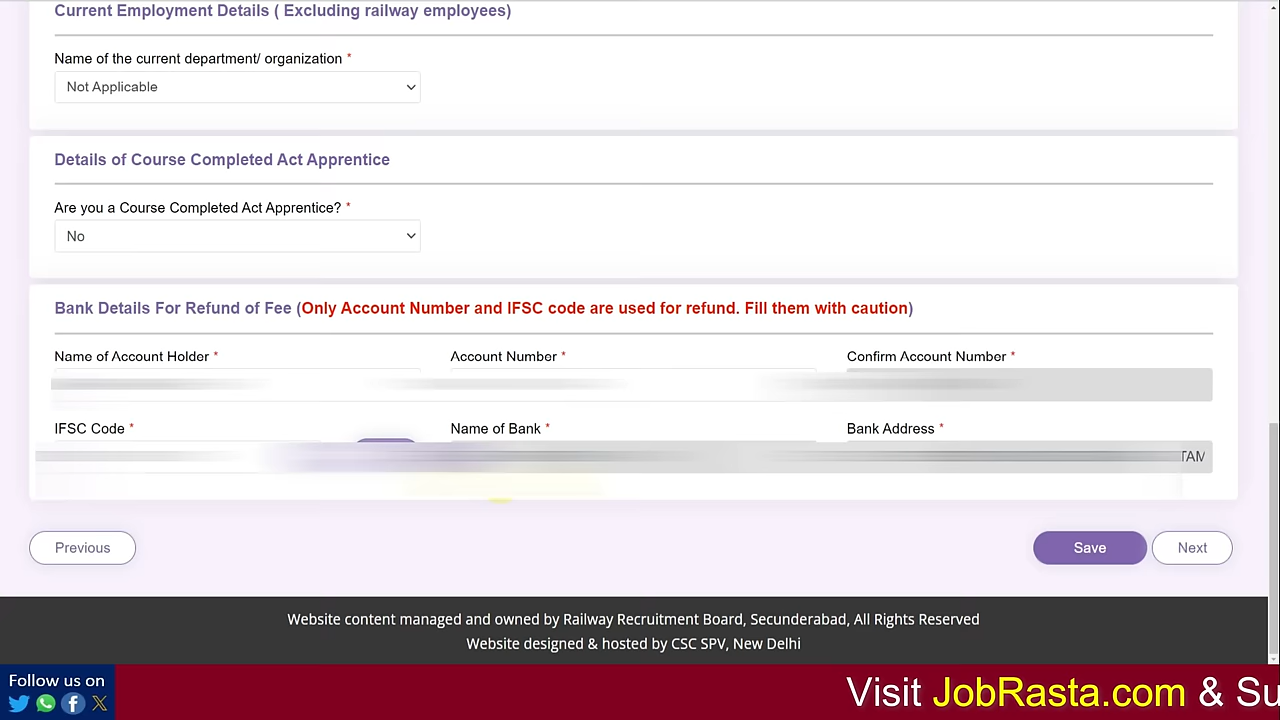 Current Employment Details ( Excluding railway employees)
Name of the current department/ organization *
Not Applicable
Details of Course Completed Act Apprentice
Are you a Course Completed Act Apprentice? *
No
Bank Details For Refund of Fee (Only Account Number and IFSC code are used for refund. Fill them with caution)
Name of Account Holder * Account Number * Confirm Account Number *
IFSC Code * Name of Bank * Bank Address *
TAM
Previous Save Next
Website content managed and owned by Railway Recruitment Board, Secunderabad, All Rights Reserved
Website designed & hosted by CSC SPV, New Delhi
Follow us on
Visit JobRasta.com & Su